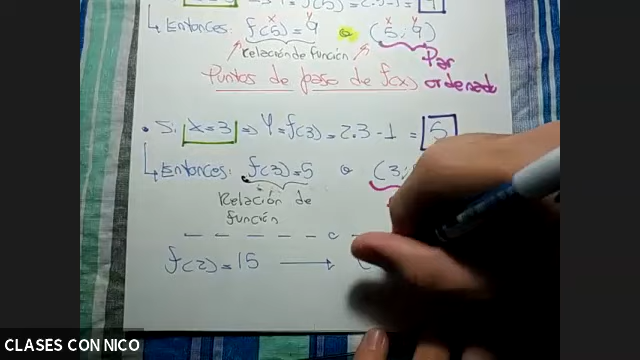 f(5) = 9 o (5; 9)
x y x y
↳ Entonces:
Relación de función
Par
Puntos de paso de f(x) ordenado
• Si x=3 ⇒ Y=f(3)=2.3-1 = 5
↳ Entonces: f(3)=5 o (3;
Relación de
función
f(2)=15 → (
CLASES CON NICO